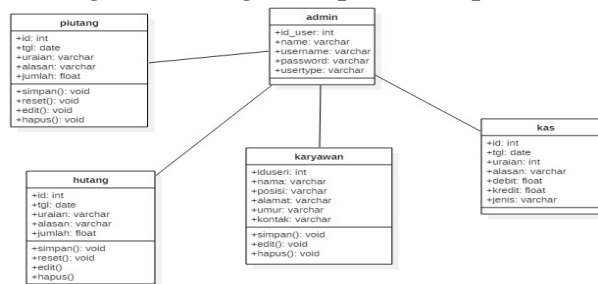 piutang
+id: int
+tgl: date
+uraian: varchar
+alasan: varchar
+jumlah: float
+simpan(): void
+reset(): void
+edit(): void
+hapus(): void
admin
+id_user: int
+name: varchar
+username: varchar
+password: varchar
+usertype: varchar
hutang
+id: int
+tgl: date
+uraian: varchar
+alasan: varchar
+jumlah: float
+simpan(): void
+reset(): void
+edit()
+hapus()
karyawan
+iduseri: int
+nama: varchar
+posisi: varchar
+alamat: varchar
+umur: varchar
+kontak: varchar
+simpan(): void
+edit(): void
+hapus(): void
kas
+id: int
+tgl: date
+uraian: int
+alasan: varchar
+debit: float
+kredit: float
+jenis: varchar